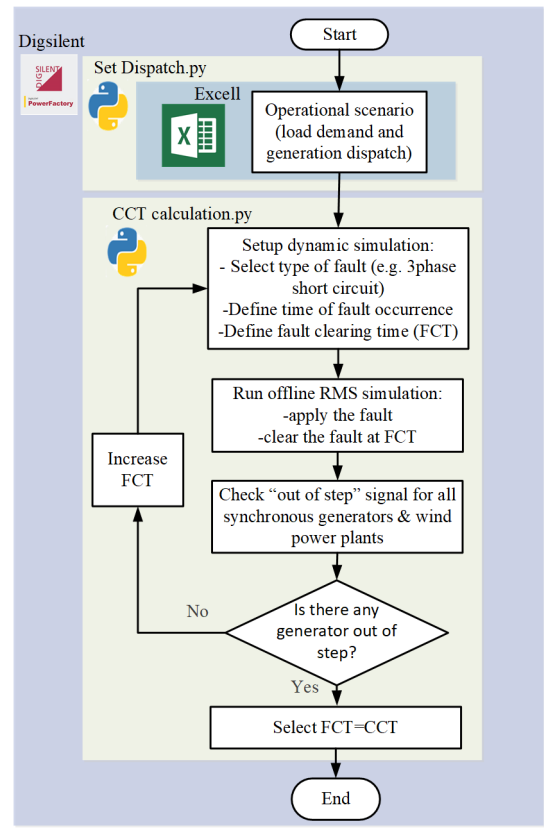 Start
Digsilent
DIGSILENT
PowerFactory
Set Dispatch.py
Excell
X
Operational scenario
(load demand and
generation dispatch)
CCT calculation.py
Setup dynamic simulation:
- Select type of fault (e.g. 3phase
short circuit)
-Define time of fault occurrence
-Define fault clearing time (FCT)
Run offline RMS simulation:
-apply the fault
-clear the fault at FCT
Increase
FCT
Check “out of step” signal for all
synchronous generators & wind
power plants
Is there any
generator out of
step?
No
Yes
Select FCT=CCT
End